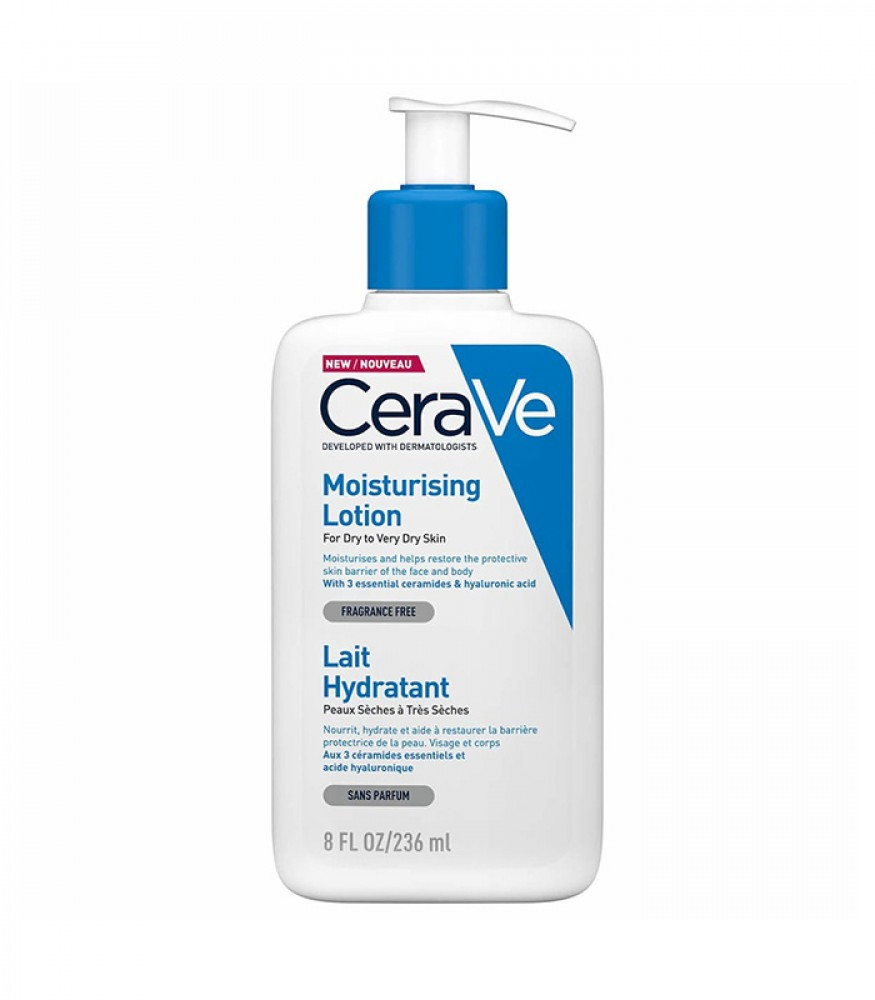 NEW / NOUVEAU
CeraVe
DEVELOPED WITH DERMATOLOGISTS
Moisturising
Lotion
For Dry to Very Dry Skin
Moisturises and helps restore the protective
skin barrier of the face and body
With 3 essential ceramides & hyaluronic acid
FRAGRANCE FREE
Lait
Hydratant
Peaux Sèches à Très Sèches
Nourrit, hydrate et aide à restaurer la barrière
protectrice de la peau. Visage et corps
Aux 3 céramides essentiels et
acide hyaluronique
SANS PARFUM
8 FL OZ/236 ml